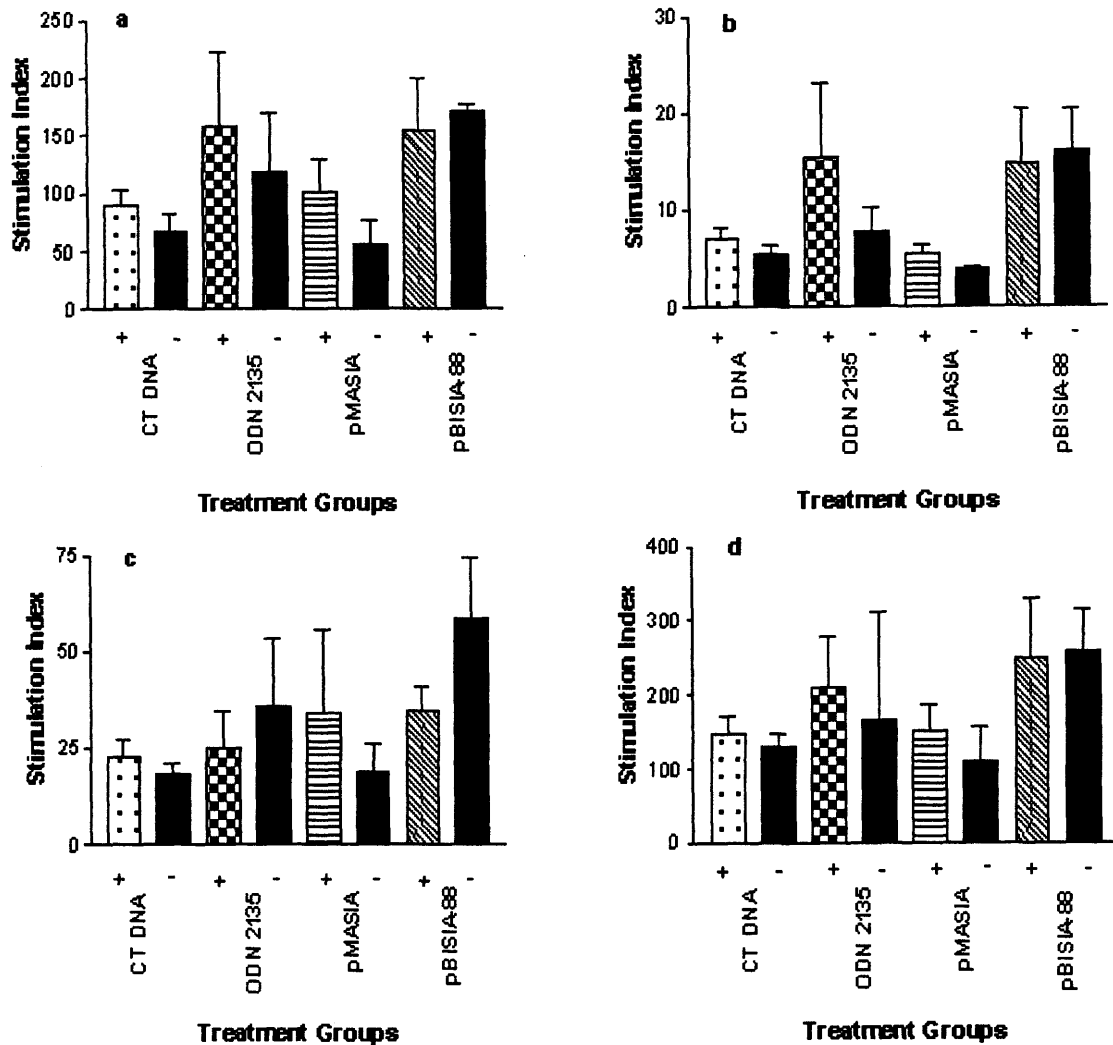 a
Stimulation Index
250
200
150
100
50
0
+ - + - + - + -
CT DNA
ODN 2135
pMASIA
pBISIA-88
Treatment Groups
b
Stimulation Index
30
20
10
0
+ - + - + - + -
CT DNA
ODN 2135
pMASIA
pBISIA-88
Treatment Groups
c
Stimulation Index
75
50
25
0
+ - + - + - + -
CT DNA
ODN 2135
pMASIA
pBISIA-88
Treatment Groups
d
Stimulation Index
400
300
200
100
0
+ - + - + - + -
CT DNA
ODN 2135
pMASIA
pBISIA-88
Treatment Groups